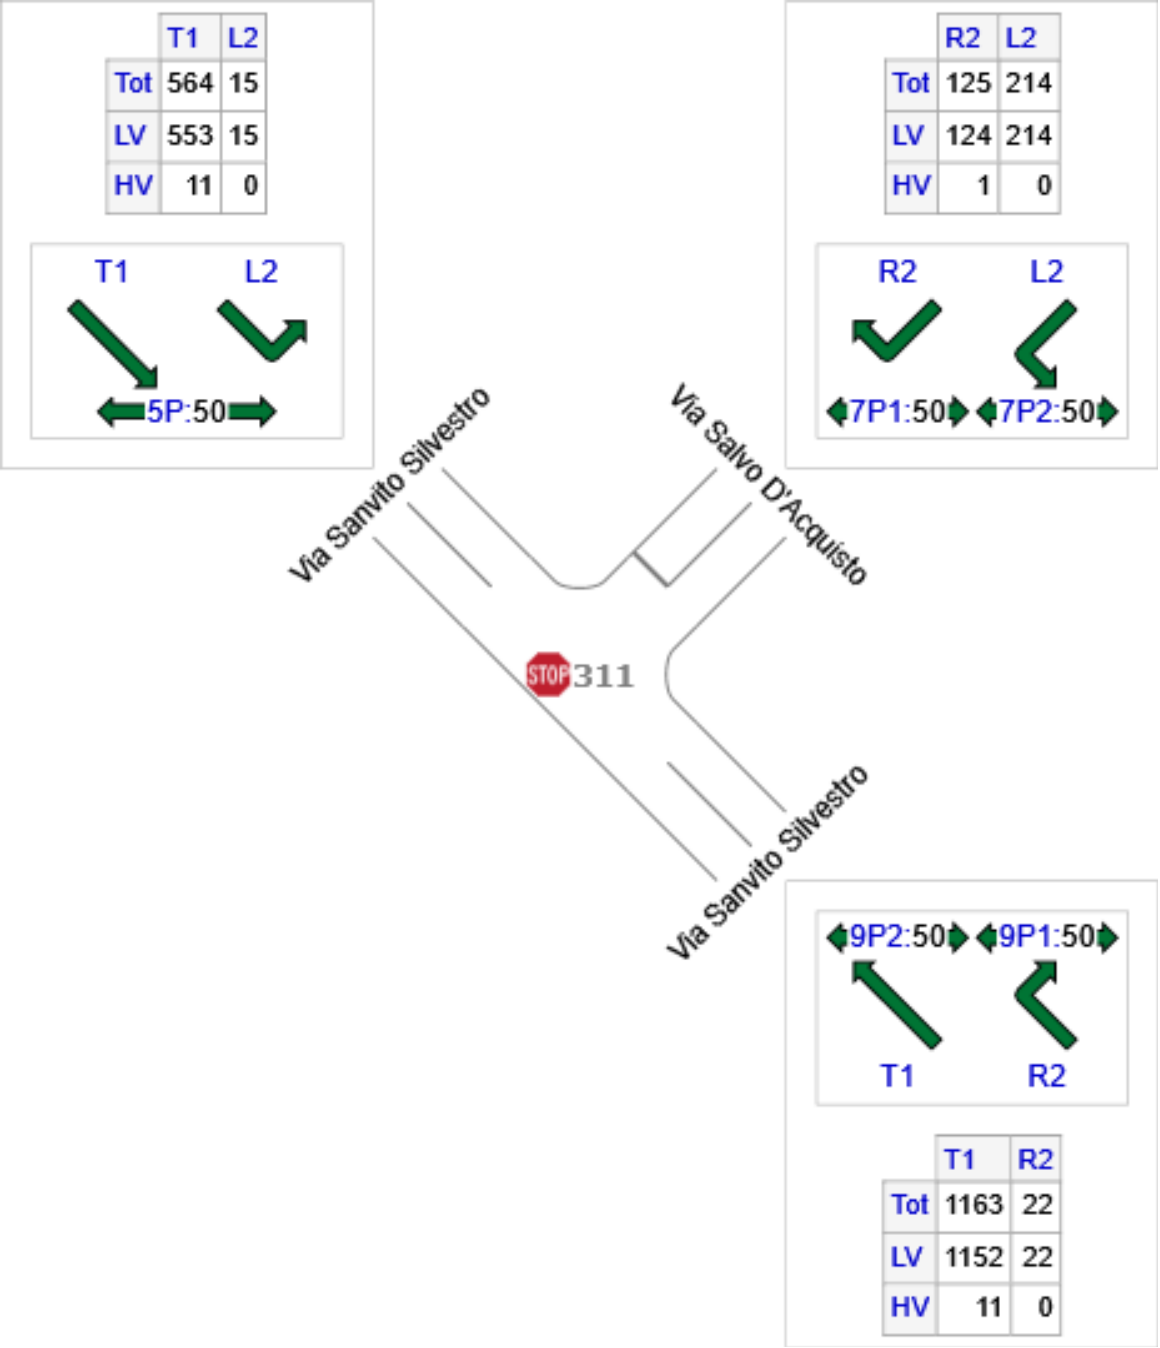 T1 L2
Tot 564 15
LV 553 15
HV 11 0
T1 L2
5P:50
R2 L2
Tot 125 214
LV 124 214
HV 1 0
R2 L2
7P1:50 7P2:50
Via Sanvito Silvestro
Via Salvo D'Acquisto
STOP 311
Via Sanvito Silvestro
9P2:50 9P1:50
T1 R2
T1 R2
Tot 1163 22
LV 1152 22
HV 11 0